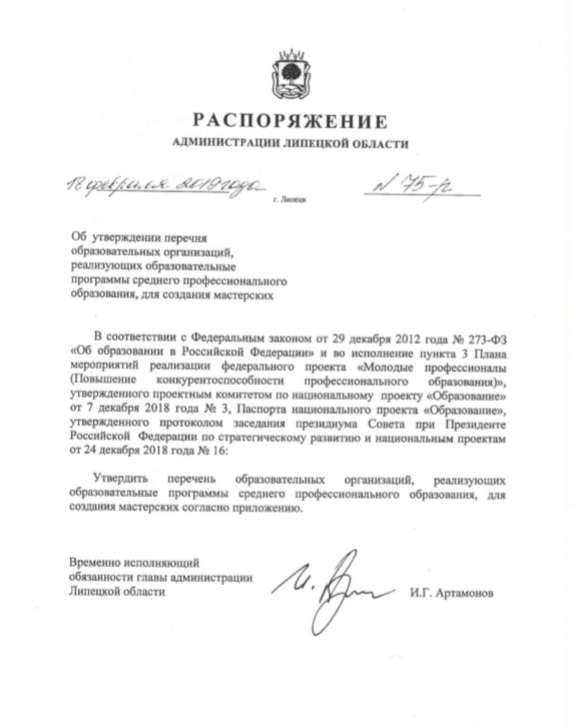 РАСПОРЯЖЕНИЕ
АДМИНИСТРАЦИИ ЛИПЕЦКОЙ ОБЛАСТИ
18 февраля 2019 года
N 75-р
г. Липецк
Об утверждении перечня
образовательных организаций,
реализующих образовательные
программы среднего профессионального
образования, для создания мастерских
В соответствии с Федеральным законом от 29 декабря 2012 года № 273-ФЗ
«Об образовании в Российской Федерации» и во исполнение пункта 3 Плана
мероприятий реализации федерального проекта «Молодые профессионалы
(Повышение конкурентоспособности профессионального образования)»,
утвержденного проектным комитетом по национальному проекту «Образование»
от 7 декабря 2018 года № 3, Паспорта национального проекта «Образование»,
утвержденного протоколом заседания президиума Совета при Президенте
Российской Федерации по стратегическому развитию и национальным проектам
от 24 декабря 2018 года № 16:
Утвердить перечень образовательных организаций, реализующих
образовательные программы среднего профессионального образования, для
создания мастерских согласно приложению.
Временно исполняющий
обязанности главы администрации
Липецкой области
И.Г. Артамонов